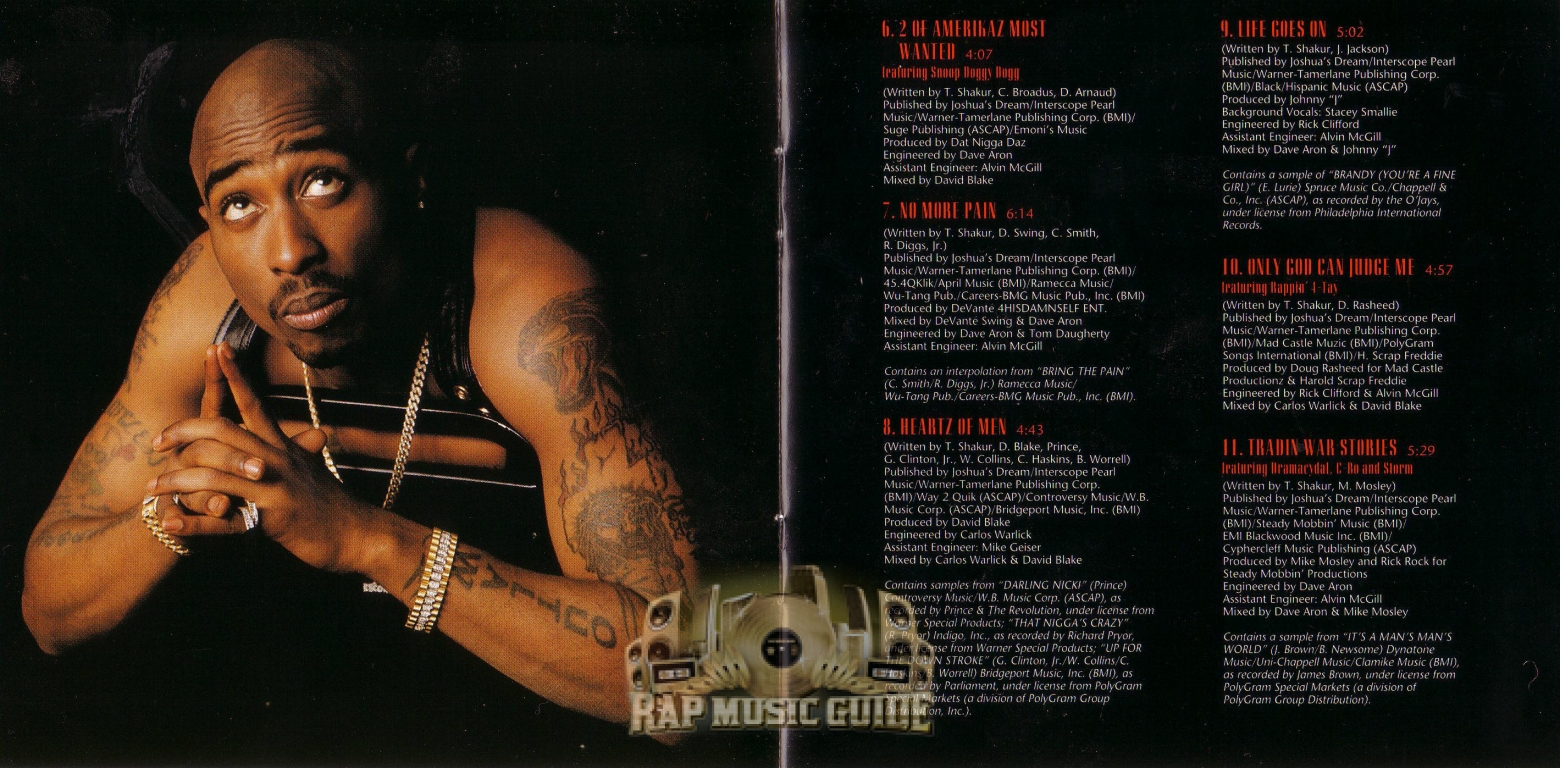 6. 2 OF AMERIKAZ MOST
WANTED 4:07
featuring Snoop Doggy Dogg
(Written by T. Shakur, C. Broadus, D. Arnaud)
Published by Joshua's Dream/Interscope Pearl
Music/Warner-Tamerlane Publishing Corp. (BMI)/
Suge Publishing (ASCAP)/Emoni's Music
Produced by Dat Nigga Daz
Engineered by Dave Aron
Assistant Engineer: Alvin McGill
Mixed by David Blake
7. NO MORE PAIN 6:14
(Written by T. Shakur, D. Swing, C. Smith,
R. Diggs, Jr.)
Published by Joshua's Dream/Interscope Pearl
Music/Warner-Tamerlane Publishing Corp. (BMI)/
45.4QKlik/April Music (BMI)/Ramecca Music/
Wu-Tang Pub./Careers-BMG Music Pub., Inc. (BMI)
Produced by DeVante 4HISDAMNSELF ENT.
Mixed by DeVante Swing & Dave Aron
Engineered by Dave Aron & Tom Daugherty
Assistant Engineer: Alvin McGill
Contains an interpolation from "BRING THE PAIN"
(C. Smith/R. Diggs, Jr.) Ramecca Music/
Wu-Tang Pub./Careers-BMG Music Pub., Inc. (BMI).
8. HEARTZ OF MEN 4:43
(Written by T. Shakur, D. Blake, Prince,
G. Clinton, Jr., W. Collins, C. Haskins, B. Worrell)
Published by Joshua's Dream/Interscope Pearl
Music/Warner-Tamerlane Publishing Corp.
(BMI)/Way 2 Quik (ASCAP)/Controversy Music/W.B.
Music Corp. (ASCAP)/Bridgeport Music, Inc. (BMI)
Produced by David Blake
Engineered by Carlos Warlick
Assistant Engineer: Mike Geiser
Mixed by Carlos Warlick & David Blake
Contains samples from "DARLING NICKI" (Prince)
Controversy Music/W.B. Music Corp. (ASCAP), as
recorded by Prince & The Revolution, under license from
Warner Special Products; "THAT NIGGA'S CRAZY"
(R. Pryor) Indigo, Inc., as recorded by Richard Pryor,
under license from Warner Special Products; "UP FOR
THE DOWN STROKE" (G. Clinton, Jr./W. Collins/C.
Haskins/B. Worrell) Bridgeport Music, Inc. (BMI), as
recorded by Parliament, under license from PolyGram
Special Markets (a division of PolyGram Group
Distribution, Inc.).
9. LIFE GOES ON 5:02
(Written by T. Shakur, J. Jackson)
Published by Joshua's Dream/Interscope Pearl
Music/Warner-Tamerlane Publishing Corp.
(BMI)/Black/Hispanic Music (ASCAP)
Produced by Johnny "J"
Background Vocals: Stacey Smallie
Engineered by Rick Clifford
Assistant Engineer: Alvin McGill
Mixed by Dave Aron & Johnny "J"
Contains a sample of "BRANDY (YOU'RE A FINE
GIRL)" (E. Lurie) Spruce Music Co./Chappell &
Co., Inc. (ASCAP), as recorded by the O'Jays,
under license from Philadelphia International
Records.
10. ONLY GOD CAN JUDGE ME 4:57
featuring Rappin' 4-Tay
(Written by T. Shakur, D. Rasheed)
Published by Joshua's Dream/Interscope Pearl
Music/Warner-Tamerlane Publishing Corp.
(BMI)/Mad Castle Muzic (BMI)/PolyGram
Songs International (BMI)/H. Scrap Freddie
Produced by Doug Rasheed for Mad Castle
Productionz & Harold Scrap Freddie
Engineered by Rick Clifford & Alvin McGill
Mixed by Carlos Warlick & David Blake
11. TRADIN WAR STORIES 5:29
featuring Dramacydal, C-Bo and Storm
(Written by T. Shakur, M. Mosley)
Published by Joshua's Dream/Interscope Pearl
Music/Warner-Tamerlane Publishing Corp.
(BMI)/Steady Mobbin' Music (BMI)/
EMI Blackwood Music Inc. (BMI)/
Cyphercleff Music Publishing (ASCAP)
Produced by Mike Mosley and Rick Rock for
Steady Mobbin' Productions
Engineered by Dave Aron
Assistant Engineer: Alvin McGill
Mixed by Dave Aron & Mike Mosley
Contains a sample from "IT'S A MAN'S MAN'S
WORLD" (J. Brown/B. Newsome) Dynatone
Music/Uni-Chappell Music/Clamike Music (BMI),
as recorded by James Brown, under license from
PolyGram Special Markets (a division of
PolyGram Group Distribution).
OUTLAW
RAP MUSIC GUIDE